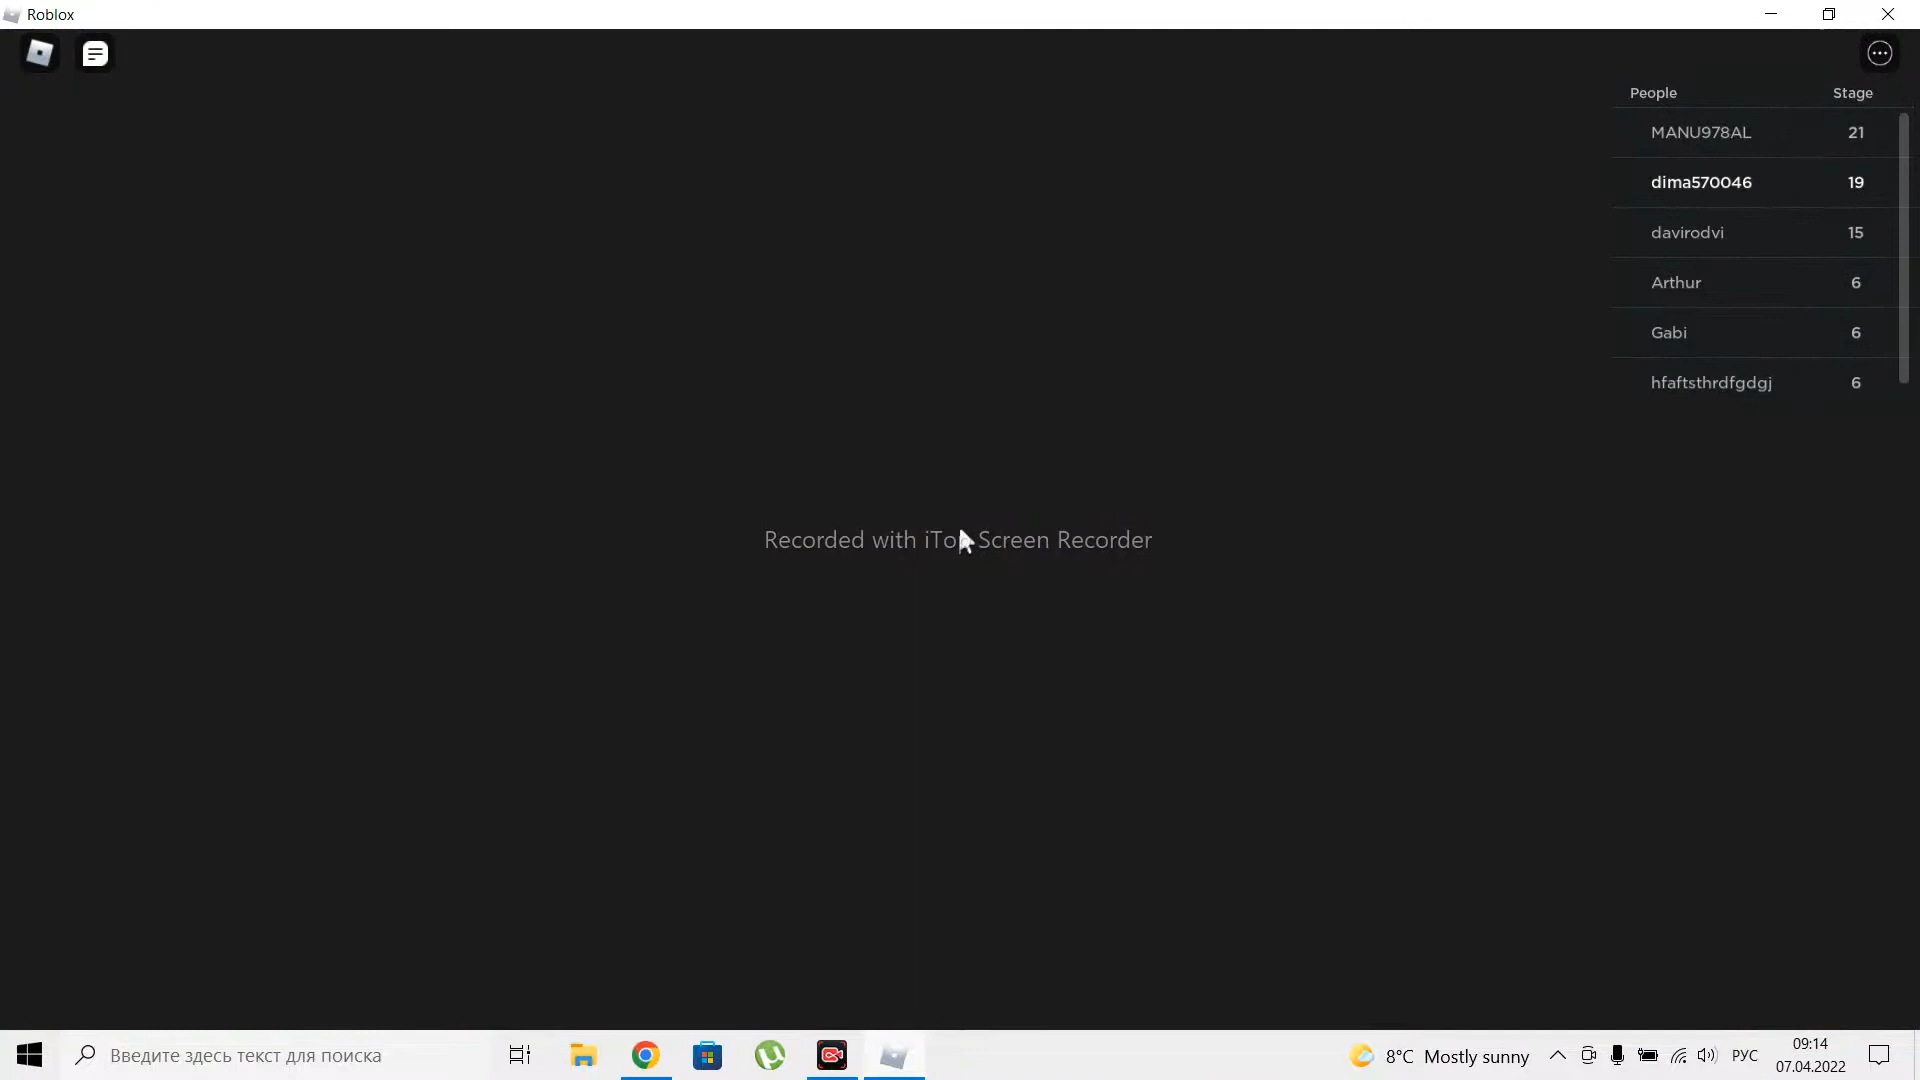 Roblox
People Stage
MANU978AL 21
dima570046 19
davirodvi 15
Arthur 6
Gabi 6
hfaftsthrdfgdgj 6
Recorded with iTop Screen Recorder
Введите здесь текст для поиска
8°C Mostly sunny
РУС
09:14
07.04.2022